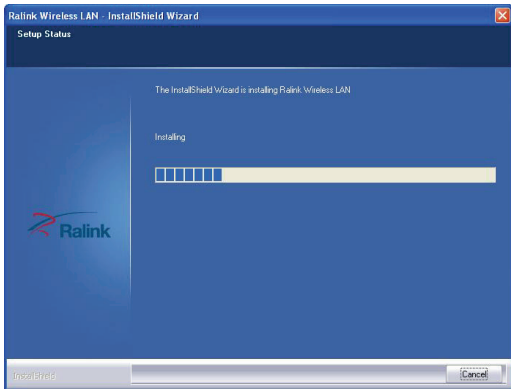 Ralink Wireless LAN - InstallShield Wizard
Setup Status
The InstallShield Wizard is installing Ralink Wireless LAN
Installing
Ralink
InstallShield
Cancel